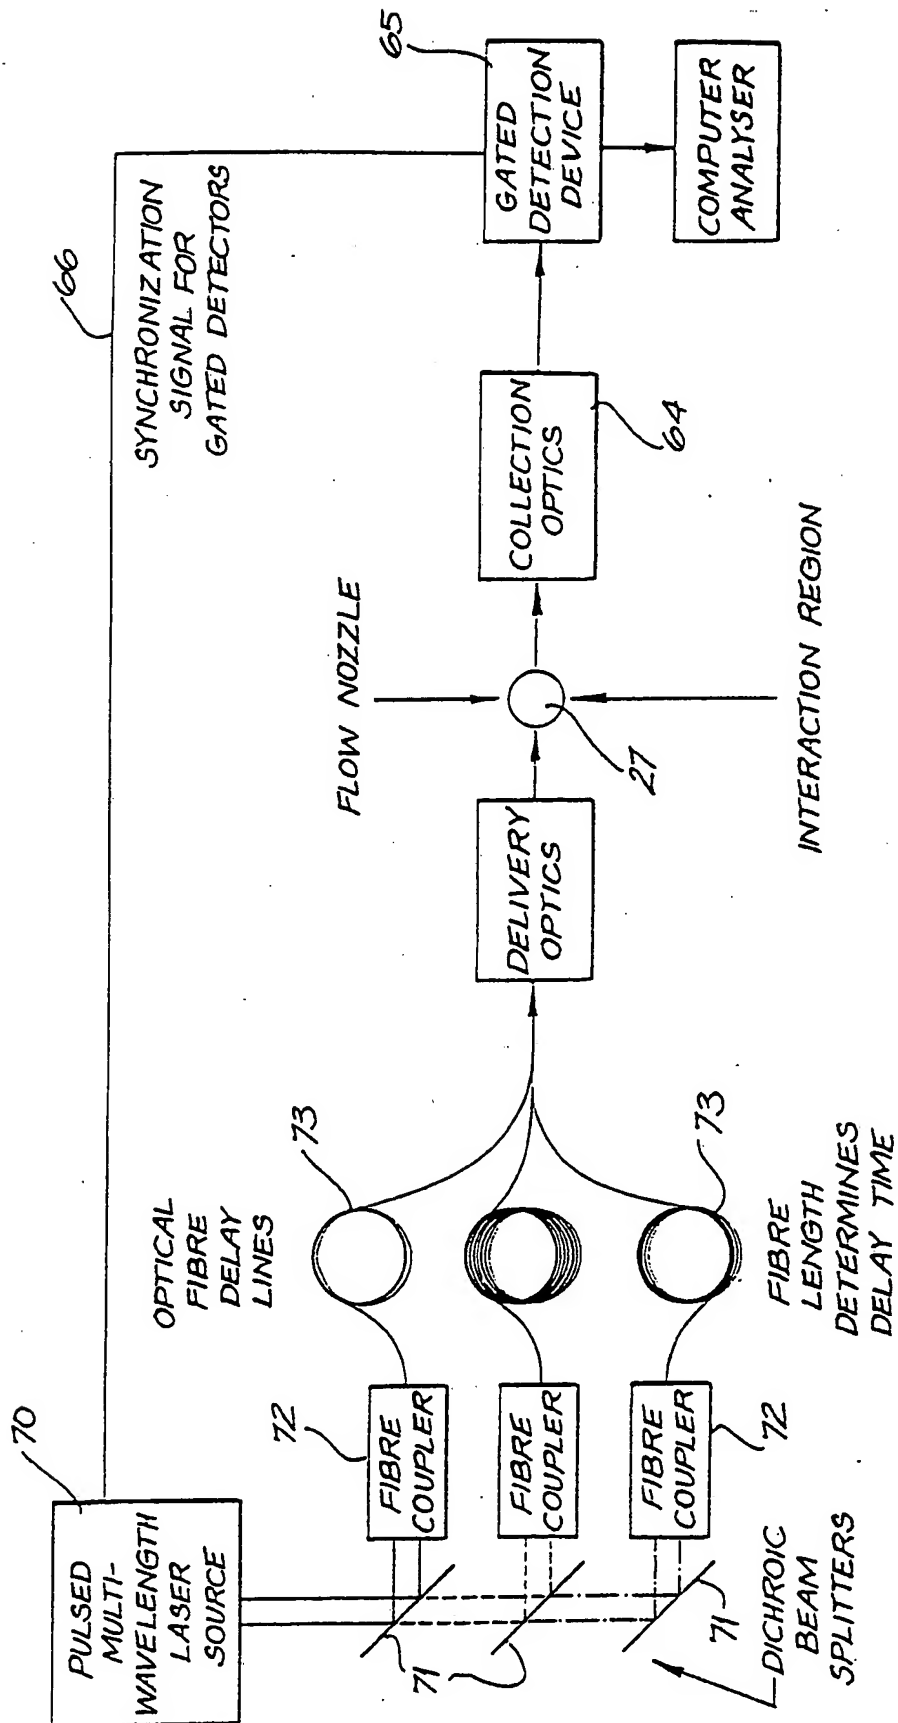 70
PULSED
MULTI-
WAVELENGTH
LASER
SOURCE
66
SYNCHRONIZATION
SIGNAL FOR
GATED DETECTORS
65
GATED
DETECTION
DEVICE
COMPUTER
ANALYSER
72
FIBRE
COUPLER
FIBRE
COUPLER
FIBRE
COUPLER
72
71
71
DICHROIC
BEAM
SPLITTERS
OPTICAL
FIBRE
DELAY
LINES
73
73
FIBRE
LENGTH
DETERMINES
DELAY TIME
DELIVERY
OPTICS
FLOW NOZZLE
27
INTERACTION REGION
COLLECTION
OPTICS
64